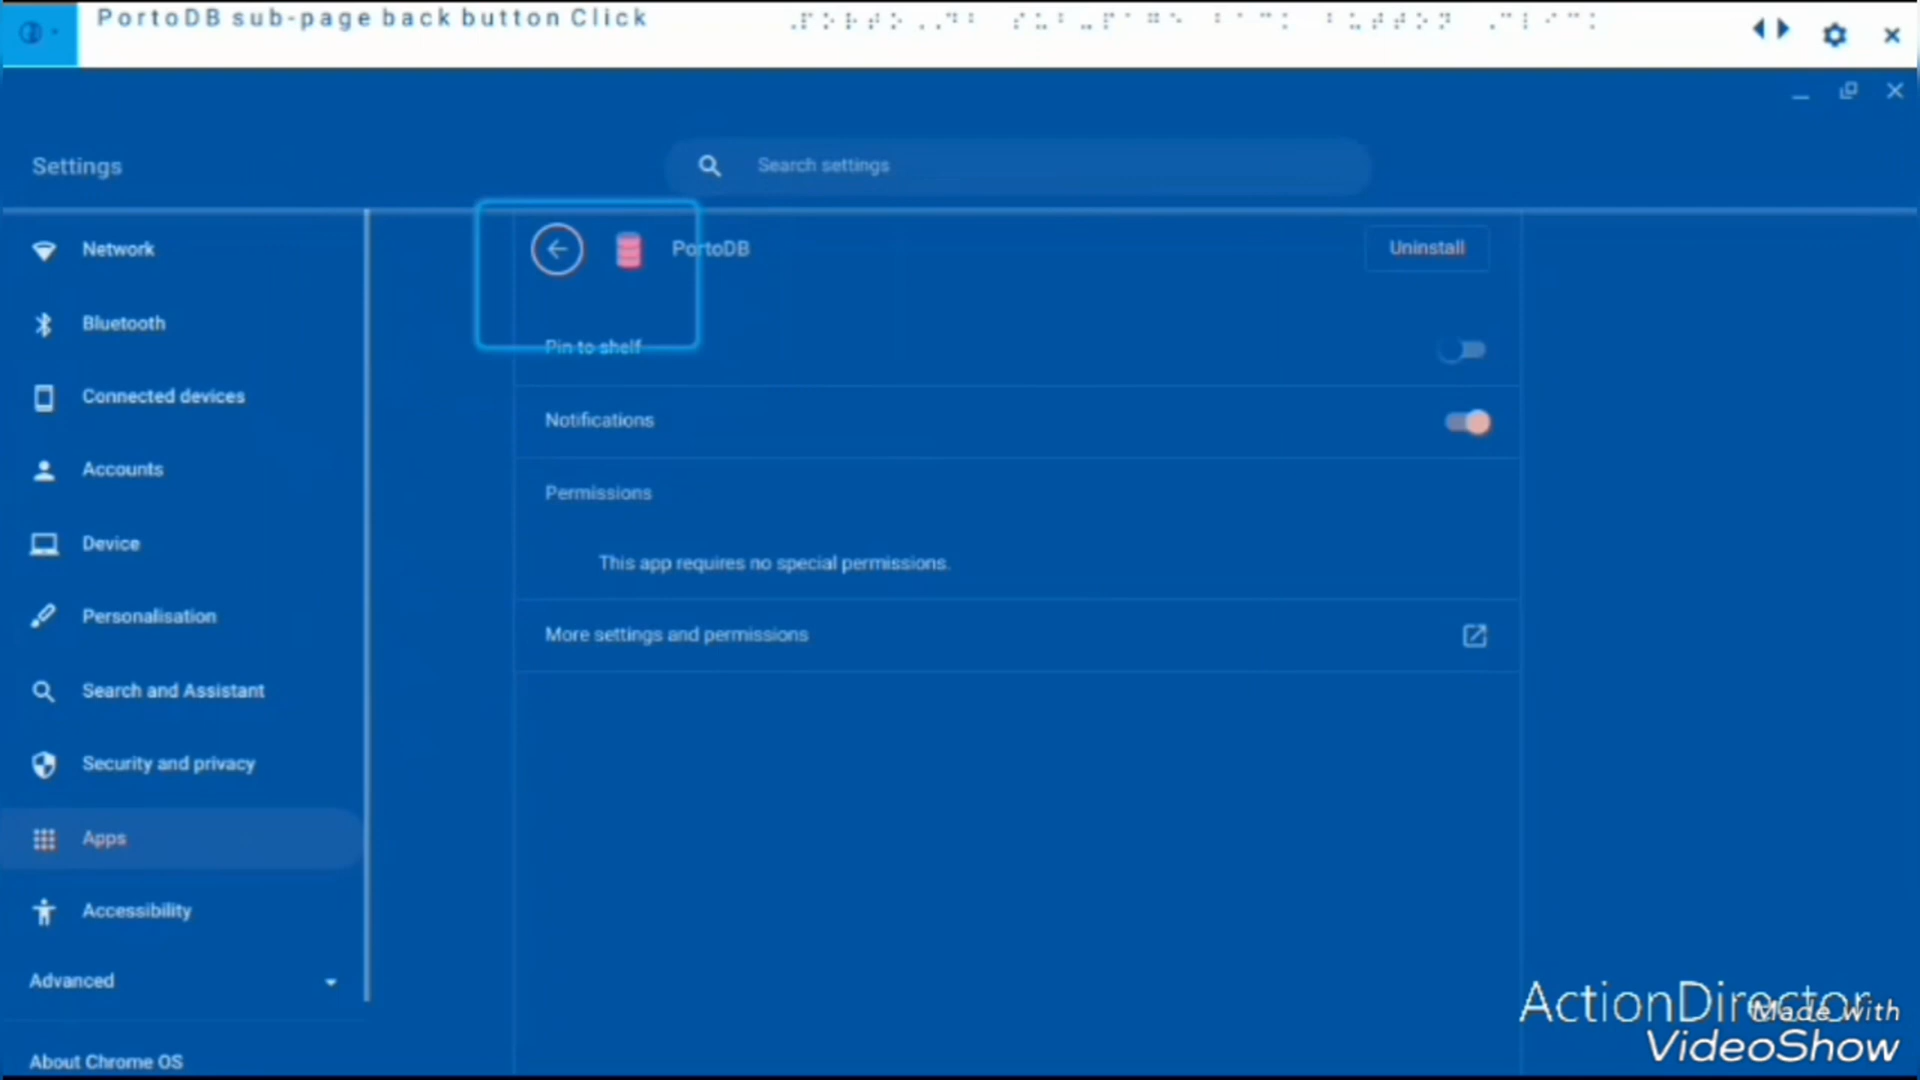 PortoDB sub-page back button Click
Settings
Search settings
Network
Bluetooth
Connected devices
Accounts
Device
Personalisation
Search and Assistant
Security and privacy
Apps
Accessibility
Advanced
About Chrome OS
PortoDB
Uninstall
Pin to shelf
Notifications
Permissions
This app requires no special permissions.
More settings and permissions
ActionDirector
Made with
VideoShow